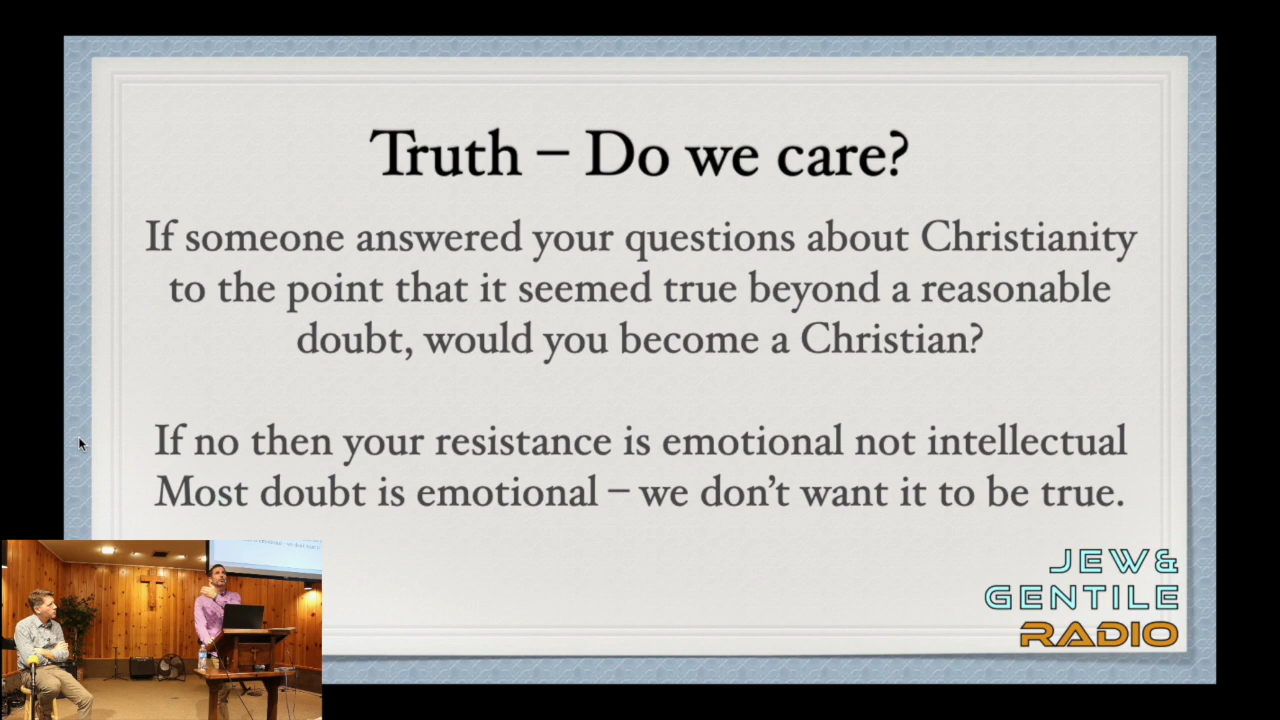 Truth – Do we care?
If someone answered your questions about Christianity
to the point that it seemed true beyond a reasonable
doubt, would you become a Christian?
If no then your resistance is emotional not intellectual
Most doubt is emotional – we don't want it to be true.
JEW&
GENTILE
RADIO